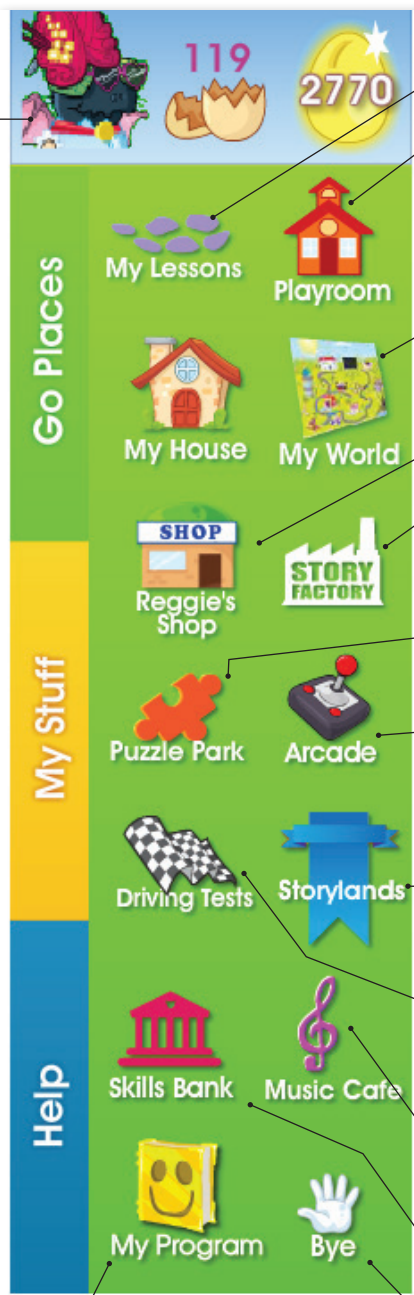 119
2770
Go Places
My Lessons
Playroom
My House
My World
SHOP
Reggie's
Shop
STORY
FACTORY
My Stuff
Puzzle Park
Arcade
Driving Tests
Storylands
Help
Skills Bank
Music Cafe
My Program
Bye